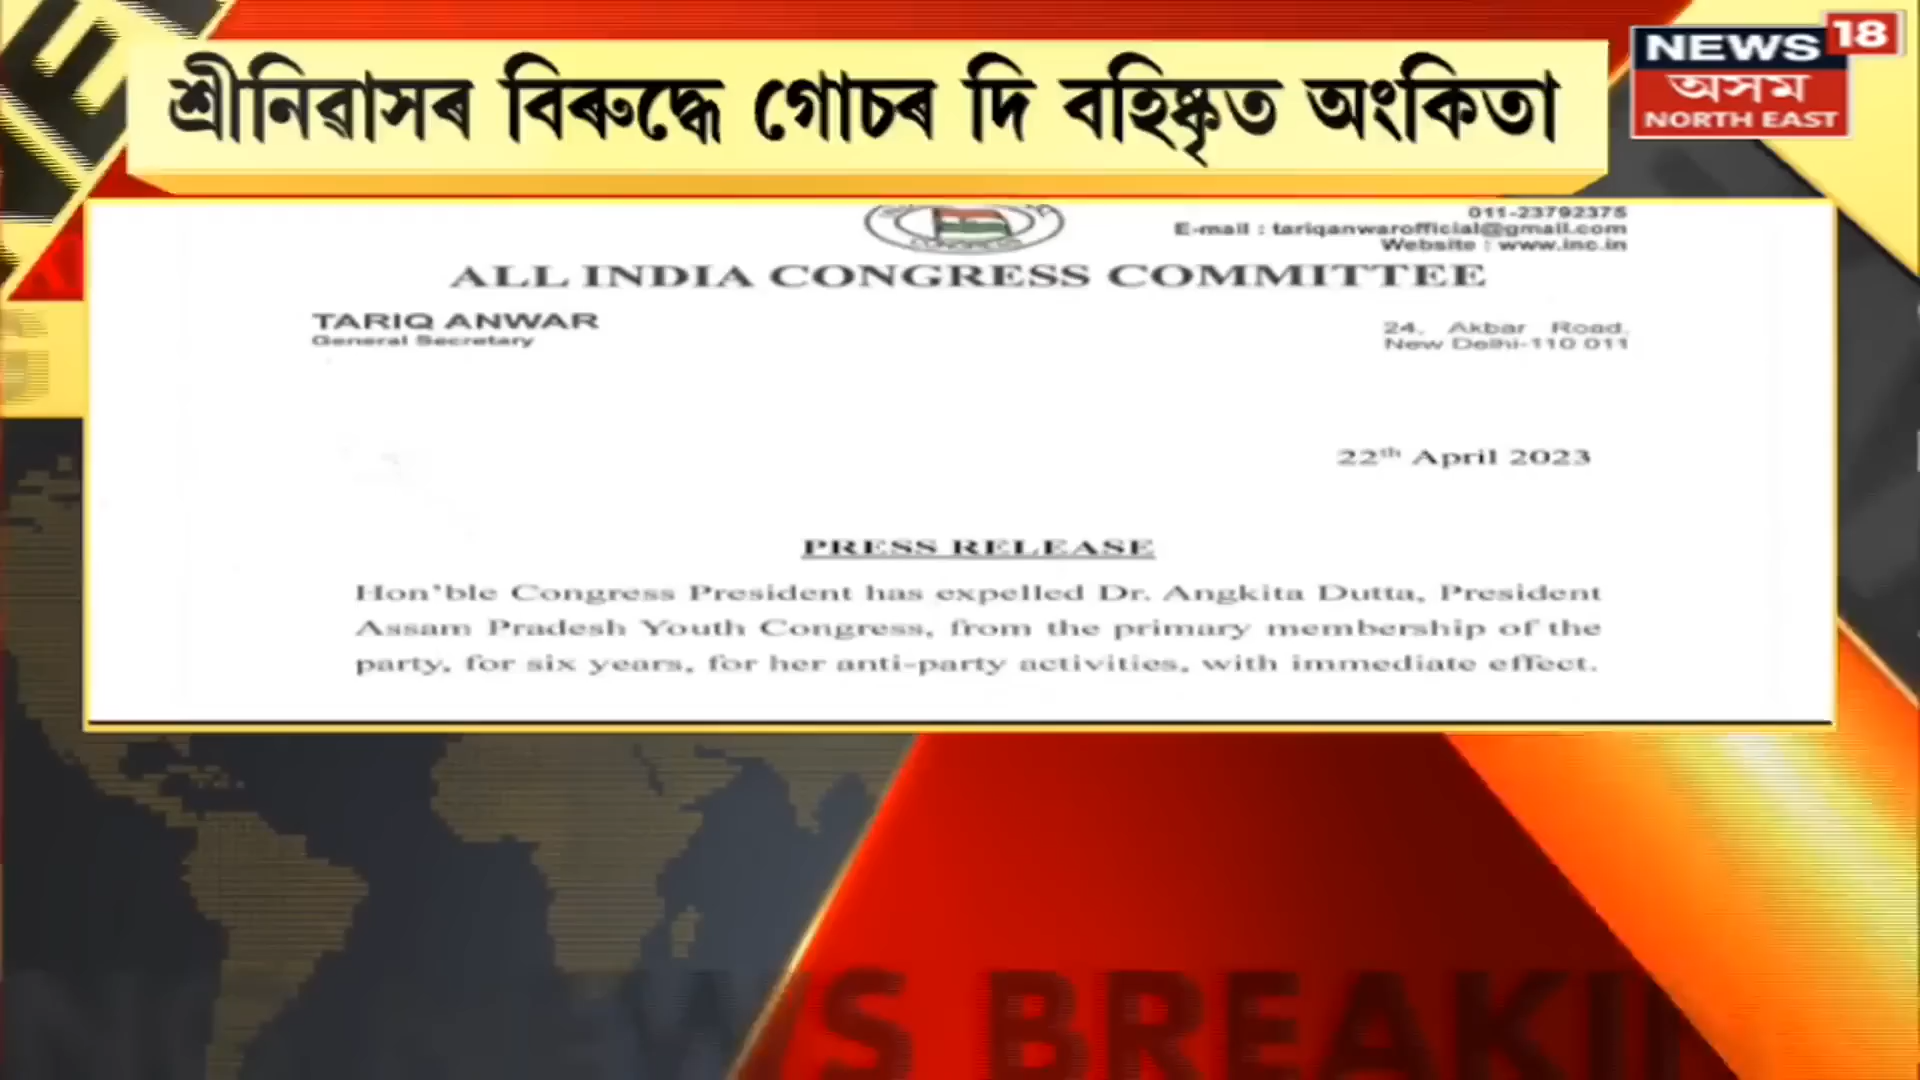 শ্ৰীনিৱাসৰ বিৰুদ্ধে গোচৰ দি বহিষ্কৃত অংকিতা
NEWS 18
অসম
NORTH EAST
011-23792375
E-mail : tariqanwarofficial@gmail.com
Website : www.inc.in
ALL INDIA CONGRESS COMMITTEE
TARIQ ANWAR
General Secretary
24, Akbar Road,
New Delhi-110 011
22th April 2023
PRESS RELEASE
Hon'ble Congress President has expelled Dr. Angkita Dutta, President
Assam Pradesh Youth Congress, from the primary membership of the
party, for six years, for her anti-party activities, with immediate effect.
WS BREAKIN